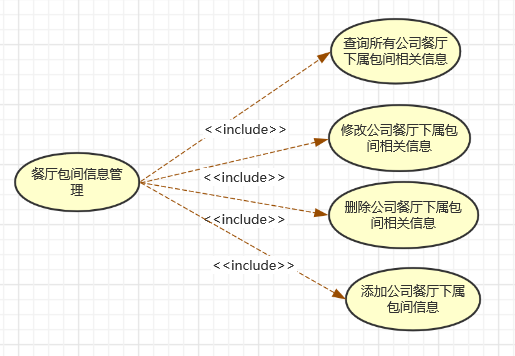 查询所有公司餐厅
下属包间相关信息
<<include>>
修改公司餐厅下属包
间相关信息
餐厅包间信息管
理
<<include>>
删除公司餐厅下属包
间相关信息
<<include>>
<<include>>
添加公司餐厅下属
包间信息